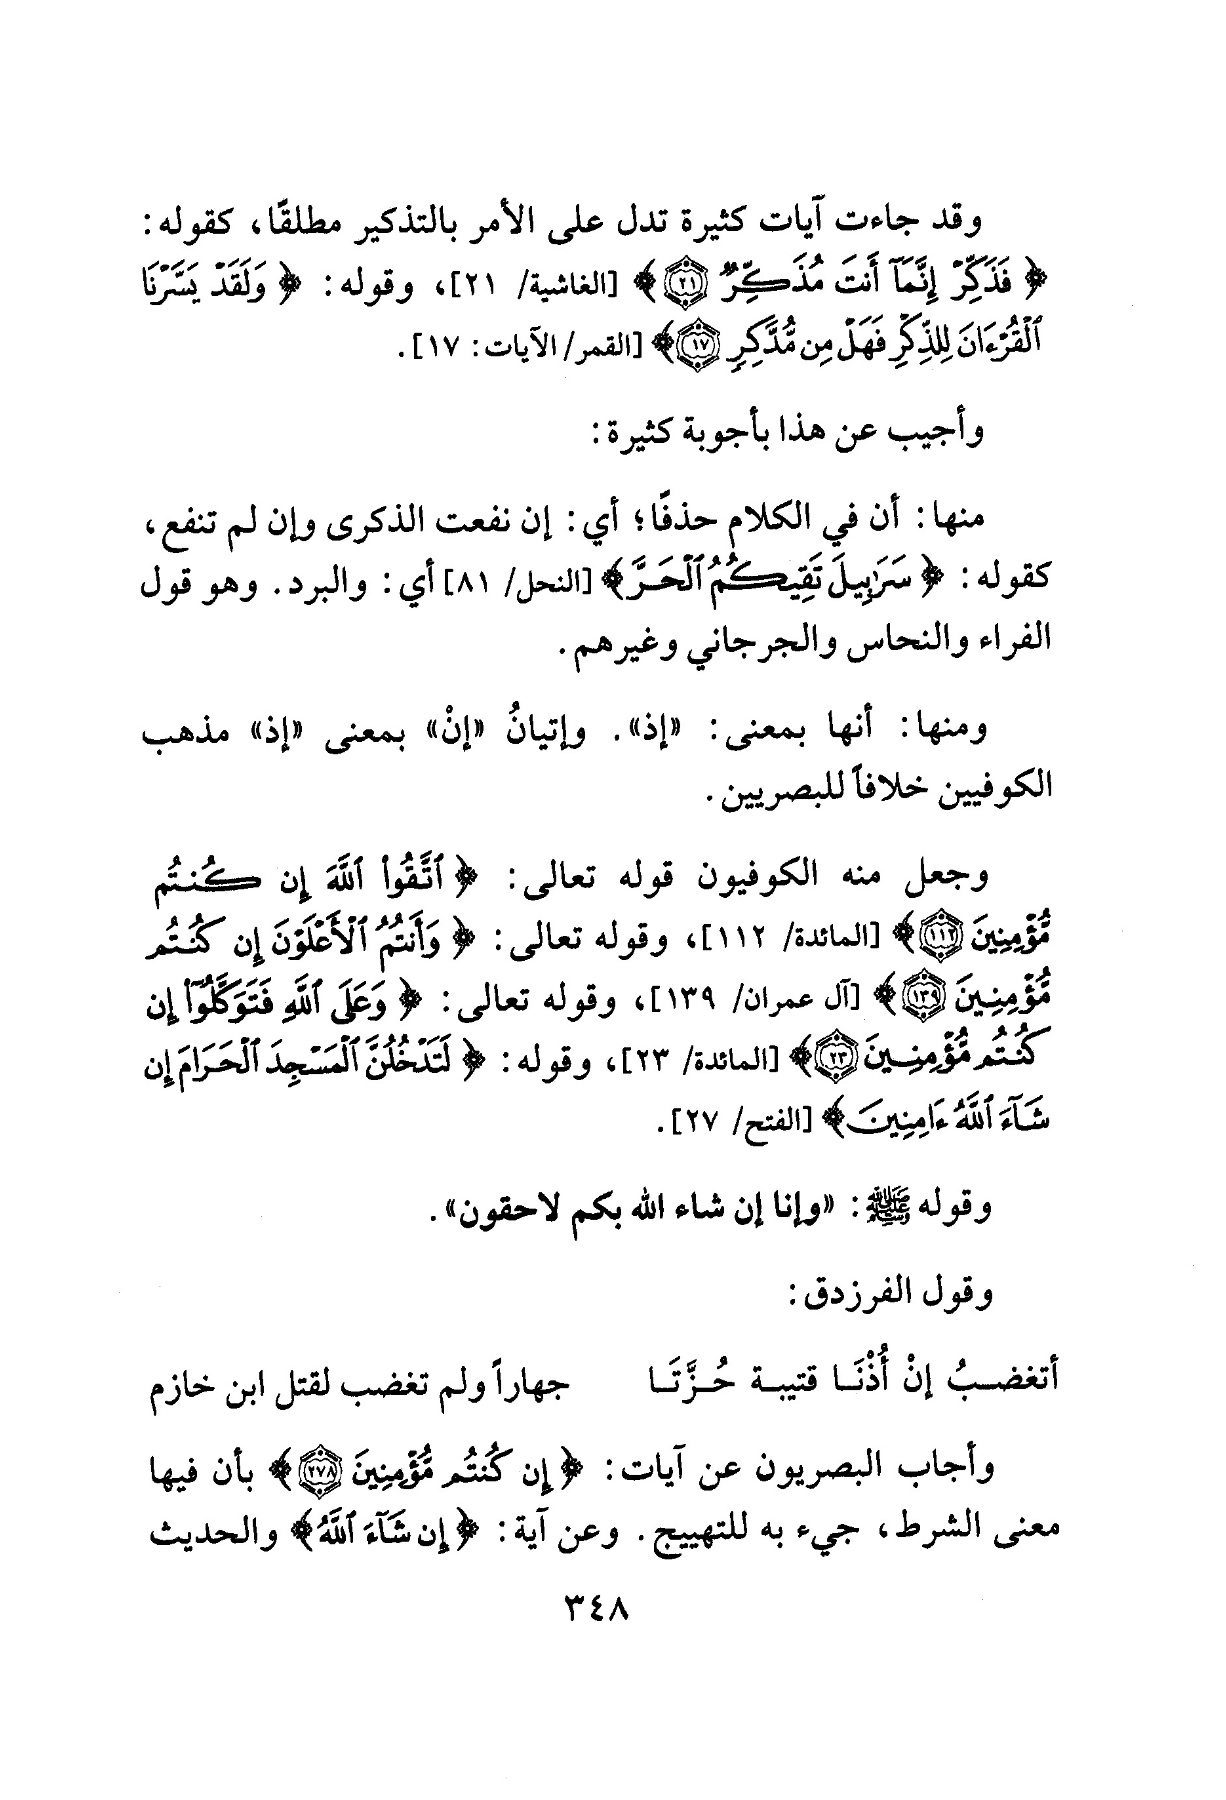 وقد جاءت آيات كثيرة تدل على الأمر بالتذكير مطلقًا، كقوله:
﴿ فَذَكِّرْ إِنَّمَآ أَنتَ مُذَكِّرٌ ۝٢١ ﴾ [الغاشية/ ٢١]، وقوله: ﴿ وَلَقَدْ يَسَّرْنَا
ٱلْقُرْءَانَ لِلذِّكْرِ فَهَلْ مِن مُّدَّكِرٍ ۝١٧ ﴾ [القمر/ الآيات: ١٧].
وأجيب عن هذا بأجوبة كثيرة:
منها: أن في الكلام حذفًا؛ أي: إن نفعت الذكرى وإن لم تنفع،
كقوله: ﴿ سَرَٰبِيلَ تَقِيكُمُ ٱلْحَرَّ ﴾ [النحل/ ٨١] أي: والبرد. وهو قول
الفراء والنحاس والجرجاني وغيرهم.
ومنها: أنها بمعنى: «إذ». وإتيانُ «إنْ» بمعنى «إذ» مذهب
الكوفيين خلافاً للبصريين.
وجعل منه الكوفيون قوله تعالى: ﴿ ٱتَّقُوا۟ ٱللَّهَ إِن كُنتُم
مُّؤْمِنِينَ ۝١١٢ ﴾ [المائدة/ ١١٢]، وقوله تعالى: ﴿ وَأَنتُمُ ٱلْأَعْلَوْنَ إِن كُنتُم
مُّؤْمِنِينَ ۝١٣٩ ﴾ [آل عمران/ ١٣٩]، وقوله تعالى: ﴿ وَعَلَى ٱللَّهِ فَتَوَكَّلُوٓا۟ إِن
كُنتُم مُّؤْمِنِينَ ۝٢٣ ﴾ [المائدة/ ٢٣]، وقوله: ﴿ لَتَدْخُلُنَّ ٱلْمَسْجِدَ ٱلْحَرَامَ إِن
شَآءَ ٱللَّهُ ءَامِنِينَ ﴾ [الفتح/ ٢٧].
وقوله ﷺ: «وإنا إن شاء الله بكم لاحقون».
وقول الفرزدق:
أتغضبُ إنْ أُذْنَا قتيبة حُزَّتَا جهاراً ولم تغضب لقتل ابن خازم
وأجاب البصريون عن آيات: ﴿ إِن كُنتُم مُّؤْمِنِينَ ۝٢٧٨ ﴾ بأن فيها
معنى الشرط، جيء به للتهييج. وعن آية: ﴿ إِن شَآءَ ٱللَّهُ ﴾ والحديث
٣٤٨